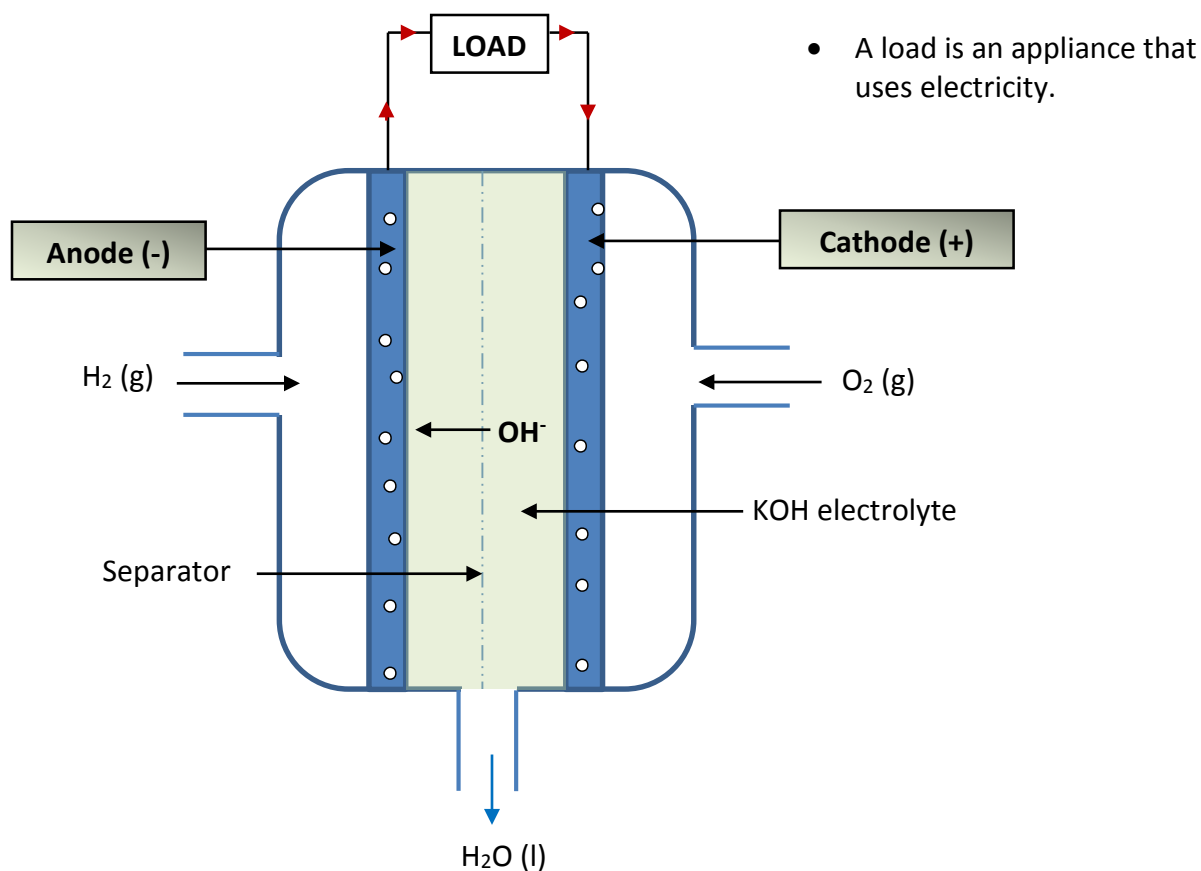 LOAD
• A load is an appliance that
uses electricity.
Anode (-)
Cathode (+)
H₂ (g)
O₂ (g)
OH⁻
KOH electrolyte
Separator
H₂O (l)